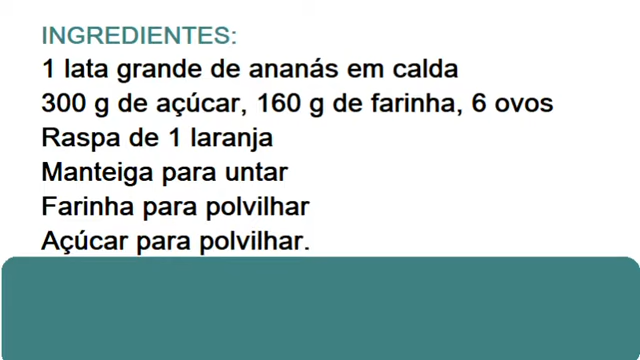 INGREDIENTES:
1 lata grande de ananás em calda
300 g de açúcar, 160 g de farinha, 6 ovos
Raspa de 1 laranja
Manteiga para untar
Farinha para polvilhar
Açúcar para polvilhar.